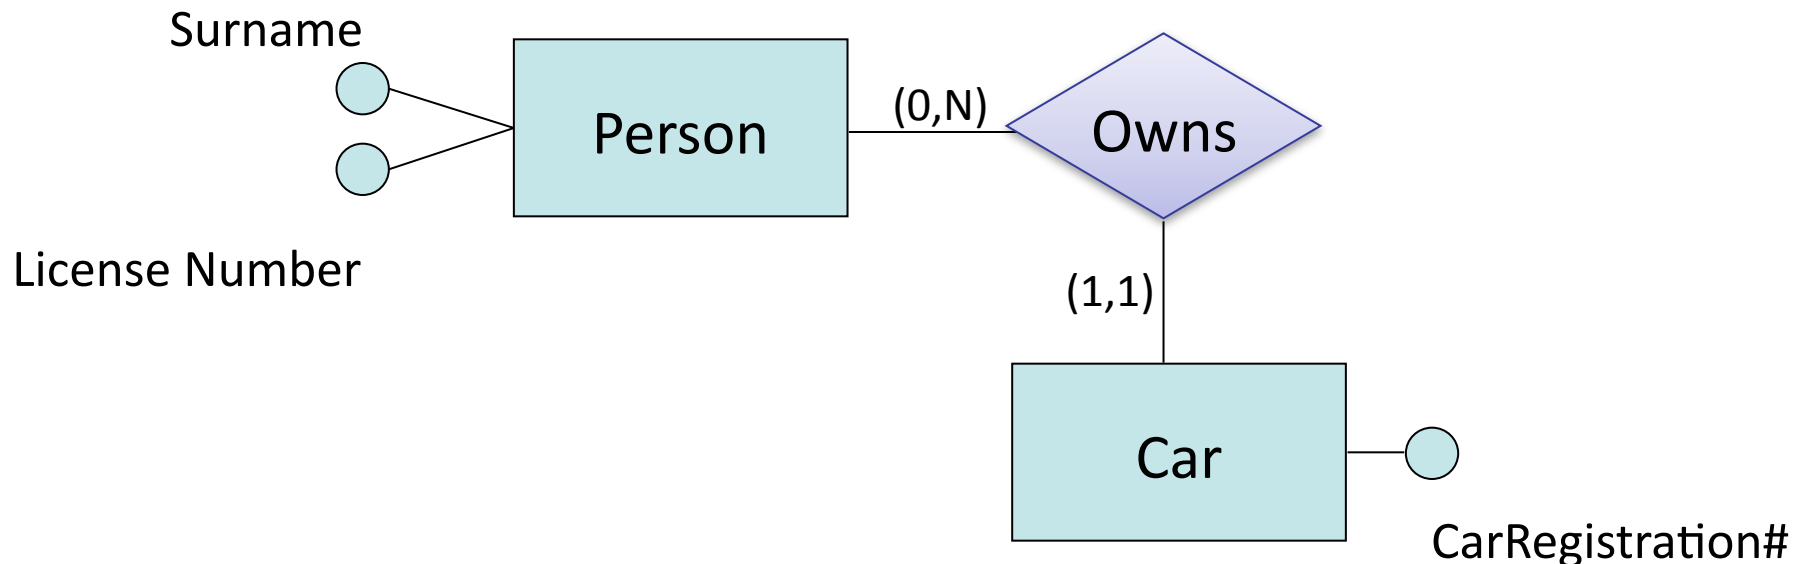 Surname
Person
(0,N)
Owns
License Number
(1,1)
Car
CarRegistration#